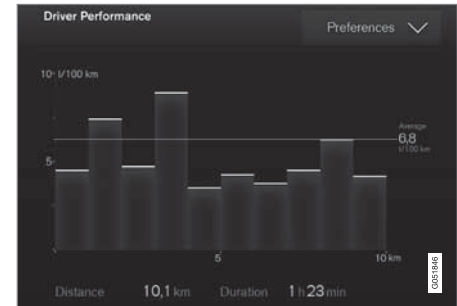 Driver Performance
Preferences
10 l/100 km
Average
6,8
l/100 km
5
5
10 km
Distance 10,1 km Duration 1 h 23 min
G051846